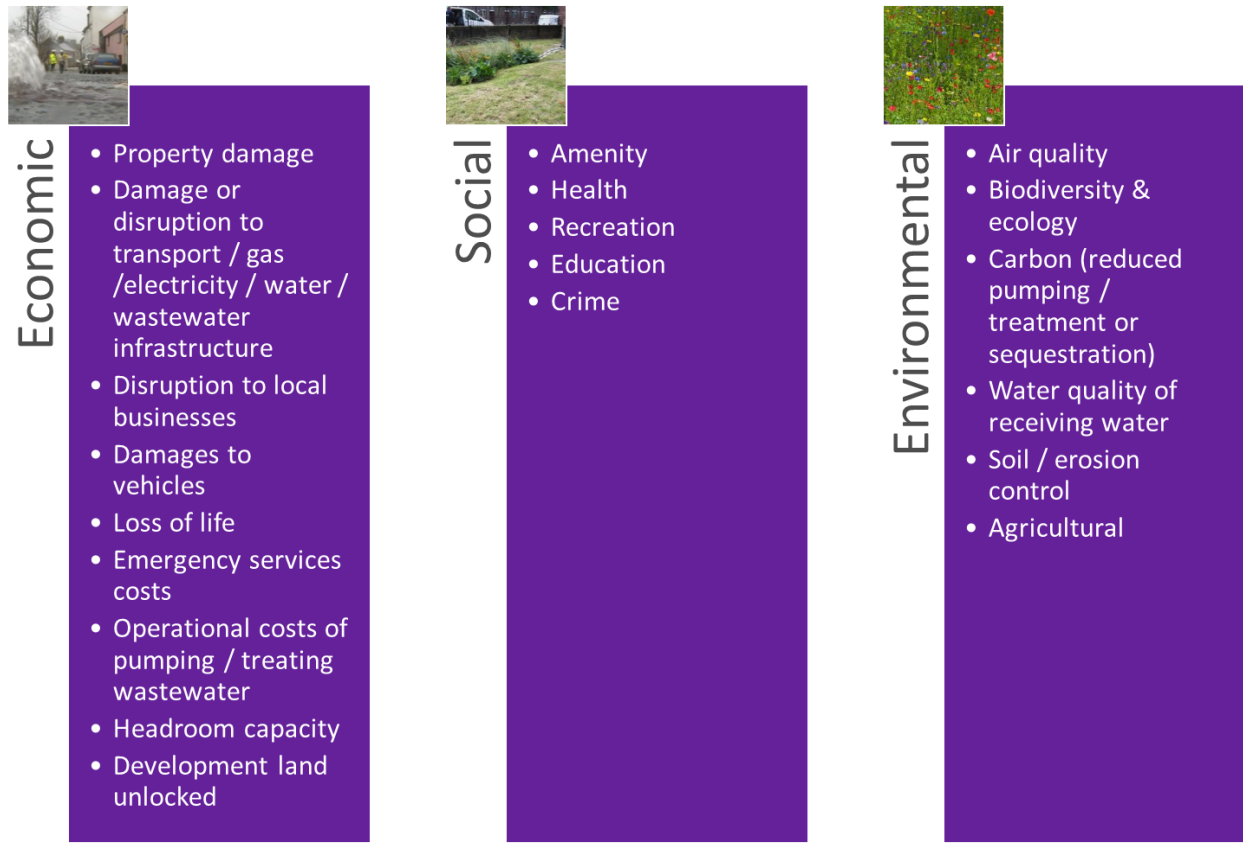 Economic
• Property damage
• Damage or
disruption to
transport / gas
/electricity / water /
wastewater
infrastructure
• Disruption to local
businesses
• Damages to
vehicles
• Loss of life
• Emergency services
costs
• Operational costs of
pumping / treating
wastewater
• Headroom capacity
• Development land
unlocked
Social
• Amenity
• Health
• Recreation
• Education
• Crime
Environmental
• Air quality
• Biodiversity &
ecology
• Carbon (reduced
pumping /
treatment or
sequestration)
• Water quality of
receiving water
• Soil / erosion
control
• Agricultural